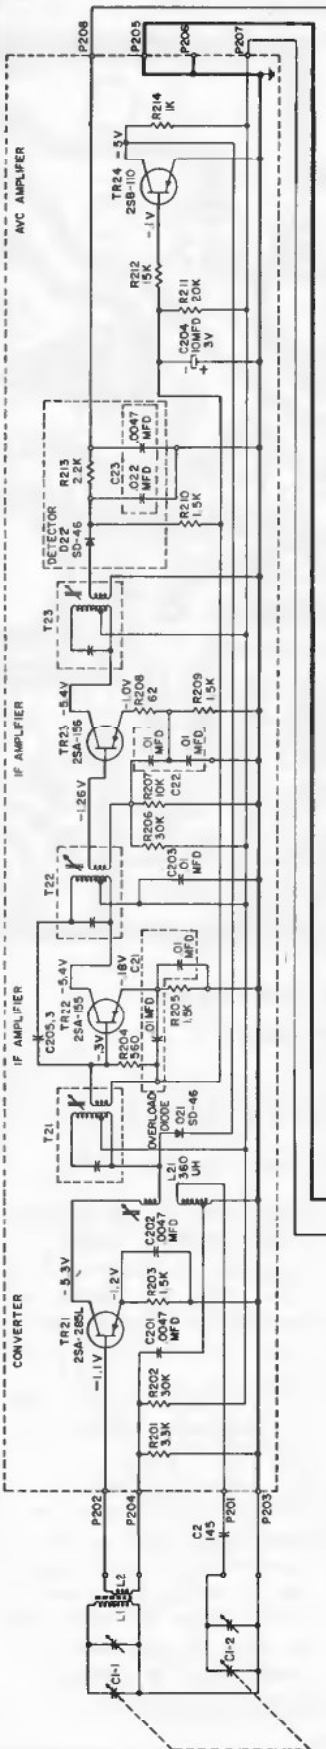 P208
P205
P206
P207
AVC AMPLIFIER
R214
1K
-.5V
TR24
2SB-110
-.1V
R212
15K
R211
20K
C204
10MFD
3V
-
+
DETECTOR
D22
SD-46
R213
2.2K
.0047
MFD
C23
.022
MFD
R210
1.5K
T23
IF AMPLIFIER
-5.4V
TR23
2SA-156
-1.0V
R208
62
R209
1.5K
-1.26V
.01
MFD
.01
MFD
C22
R207
10K
R206
30K
C203
.01
MFD
T22
IF AMPLIFIER
C205, 3
-5.4V
TR22
2SA-155
.18V
C21
.01
MFD
.3V
R204
560
.01MFD
R205
1.5K
T21
OVERLOAD
DIODE
D21
SD-46
L21
360
UH
CONVERTER
-5.3V
C202
.0047
MFD
TR21
2SA-285L
-1.2V
R203
1.5K
-1.1V
C201
.0047
MFD
R202
30K
R201
3.3K
P202
P204
P201
P203
C2
145
L2
L1
C1-1
C1-2